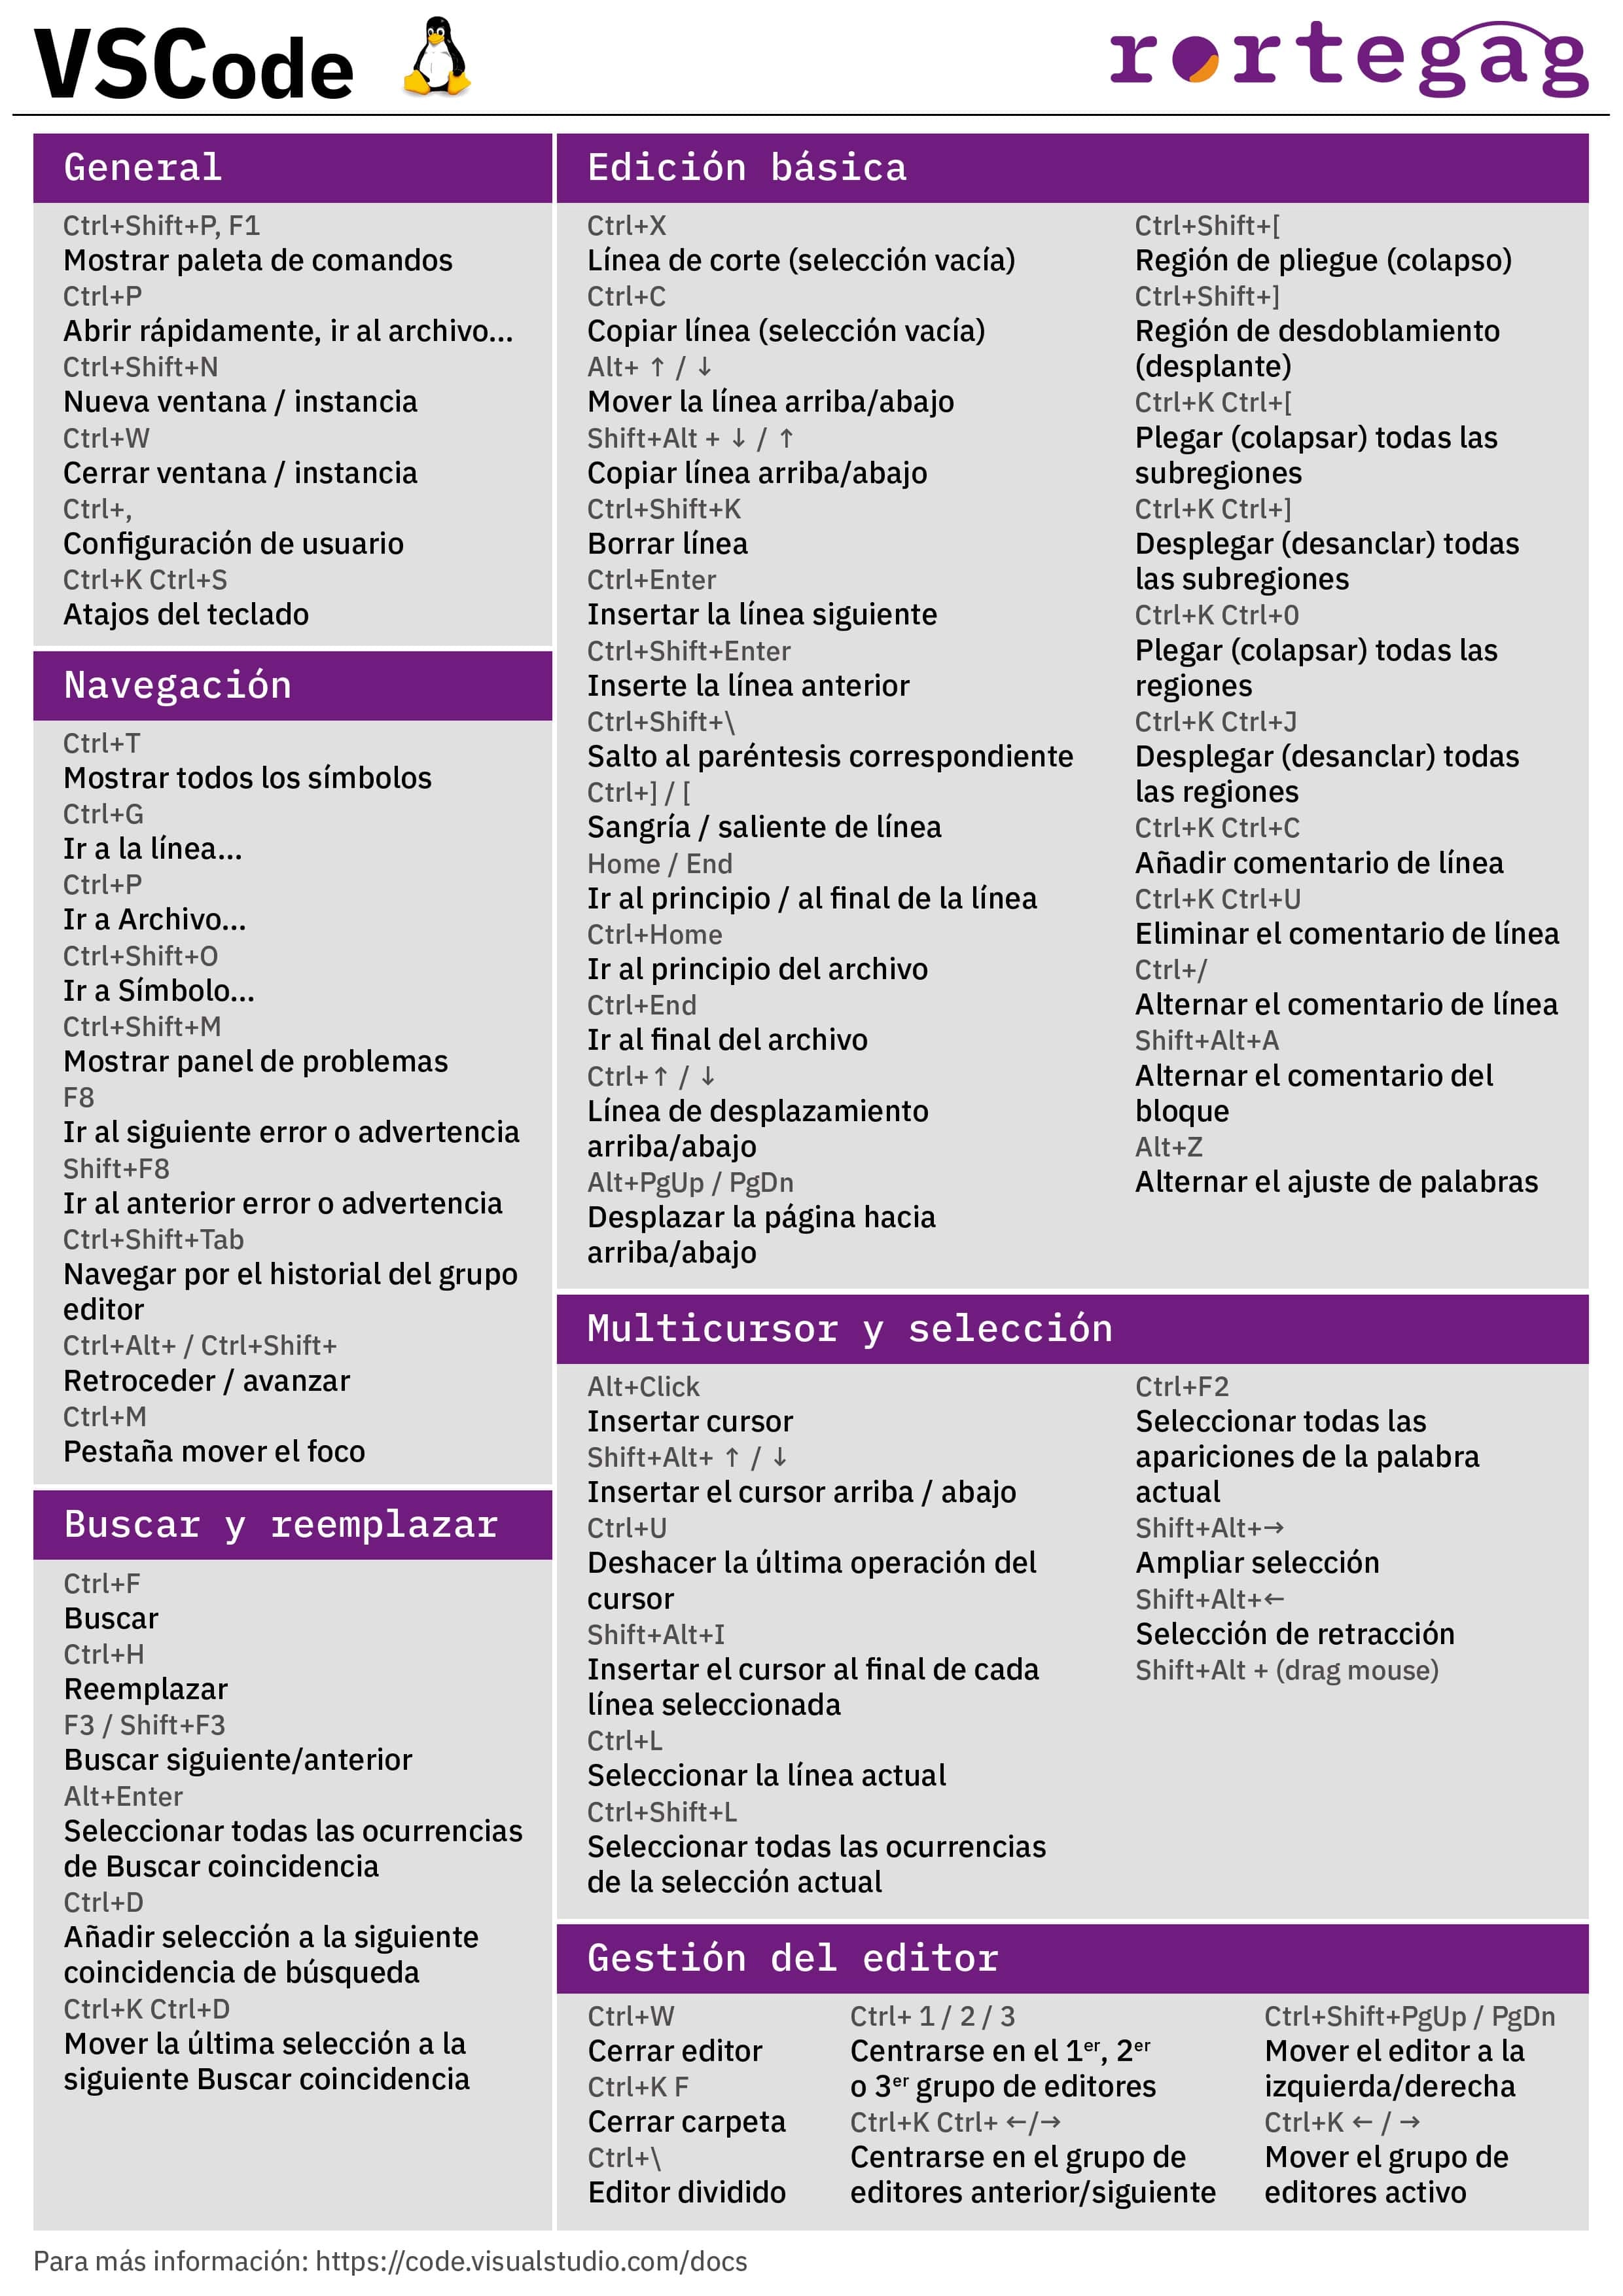 VSCode
rortegag
General
Ctrl+Shift+P, F1
Mostrar paleta de comandos
Ctrl+P
Abrir rápidamente, ir al archivo...
Ctrl+Shift+N
Nueva ventana / instancia
Ctrl+W
Cerrar ventana / instancia
Ctrl+,
Configuración de usuario
Ctrl+K Ctrl+S
Atajos del teclado
Navegación
Ctrl+T
Mostrar todos los símbolos
Ctrl+G
Ir a la línea...
Ctrl+P
Ir a Archivo...
Ctrl+Shift+O
Ir a Símbolo...
Ctrl+Shift+M
Mostrar panel de problemas
F8
Ir al siguiente error o advertencia
Shift+F8
Ir al anterior error o advertencia
Ctrl+Shift+Tab
Navegar por el historial del grupo
editor
Ctrl+Alt+ / Ctrl+Shift+
Retroceder / avanzar
Ctrl+M
Pestaña mover el foco
Buscar y reemplazar
Ctrl+F
Buscar
Ctrl+H
Reemplazar
F3 / Shift+F3
Buscar siguiente/anterior
Alt+Enter
Seleccionar todas las ocurrencias
de Buscar coincidencia
Ctrl+D
Añadir selección a la siguiente
coincidencia de búsqueda
Ctrl+K Ctrl+D
Mover la última selección a la
siguiente Buscar coincidencia
Edición básica
Ctrl+X
Línea de corte (selección vacía)
Ctrl+C
Copiar línea (selección vacía)
Alt+ ↑ / ↓
Mover la línea arriba/abajo
Shift+Alt + ↓ / ↑
Copiar línea arriba/abajo
Ctrl+Shift+K
Borrar línea
Ctrl+Enter
Insertar la línea siguiente
Ctrl+Shift+Enter
Inserte la línea anterior
Ctrl+Shift+\
Salto al paréntesis correspondiente
Ctrl+] / [
Sangría / saliente de línea
Home / End
Ir al principio / al final de la línea
Ctrl+Home
Ir al principio del archivo
Ctrl+End
Ir al final del archivo
Ctrl+↑ / ↓
Línea de desplazamiento
arriba/abajo
Alt+PgUp / PgDn
Desplazar la página hacia
arriba/abajo
Ctrl+Shift+[
Región de pliegue (colapso)
Ctrl+Shift+]
Región de desdoblamiento
(desplante)
Ctrl+K Ctrl+[
Plegar (colapsar) todas las
subregiones
Ctrl+K Ctrl+]
Desplegar (desanclar) todas
las subregiones
Ctrl+K Ctrl+0
Plegar (colapsar) todas las
regiones
Ctrl+K Ctrl+J
Desplegar (desanclar) todas
las regiones
Ctrl+K Ctrl+C
Añadir comentario de línea
Ctrl+K Ctrl+U
Eliminar el comentario de línea
Ctrl+/
Alternar el comentario de línea
Shift+Alt+A
Alternar el comentario del
bloque
Alt+Z
Alternar el ajuste de palabras
Multicursor y selección
Alt+Click
Insertar cursor
Shift+Alt+ ↑ / ↓
Insertar el cursor arriba / abajo
Ctrl+U
Deshacer la última operación del
cursor
Shift+Alt+I
Insertar el cursor al final de cada
línea seleccionada
Ctrl+L
Seleccionar la línea actual
Ctrl+Shift+L
Seleccionar todas las ocurrencias
de la selección actual
Ctrl+F2
Seleccionar todas las
apariciones de la palabra
actual
Shift+Alt+→
Ampliar selección
Shift+Alt+←
Selección de retracción
Shift+Alt + (drag mouse)
Gestión del editor
Ctrl+W
Cerrar editor
Ctrl+K F
Cerrar carpeta
Ctrl+\
Editor dividido
Ctrl+ 1 / 2 / 3
Centrarse en el 1er, 2er
o 3er grupo de editores
Ctrl+K Ctrl+ ←/→
Centrarse en el grupo de
editores anterior/siguiente
Ctrl+Shift+PgUp / PgDn
Mover el editor a la
izquierda/derecha
Ctrl+K ← / →
Mover el grupo de
editores activo
Para más información: https://code.visualstudio.com/docs